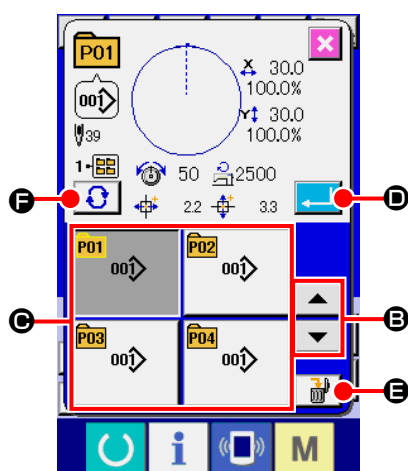 P01
X 30.0
100.0%
001
Y 30.0
100.0%
39
1
50 2500
F D
2.2 3.3
P01 001
P02 001
C B
P03 001
P04 001
E
i M